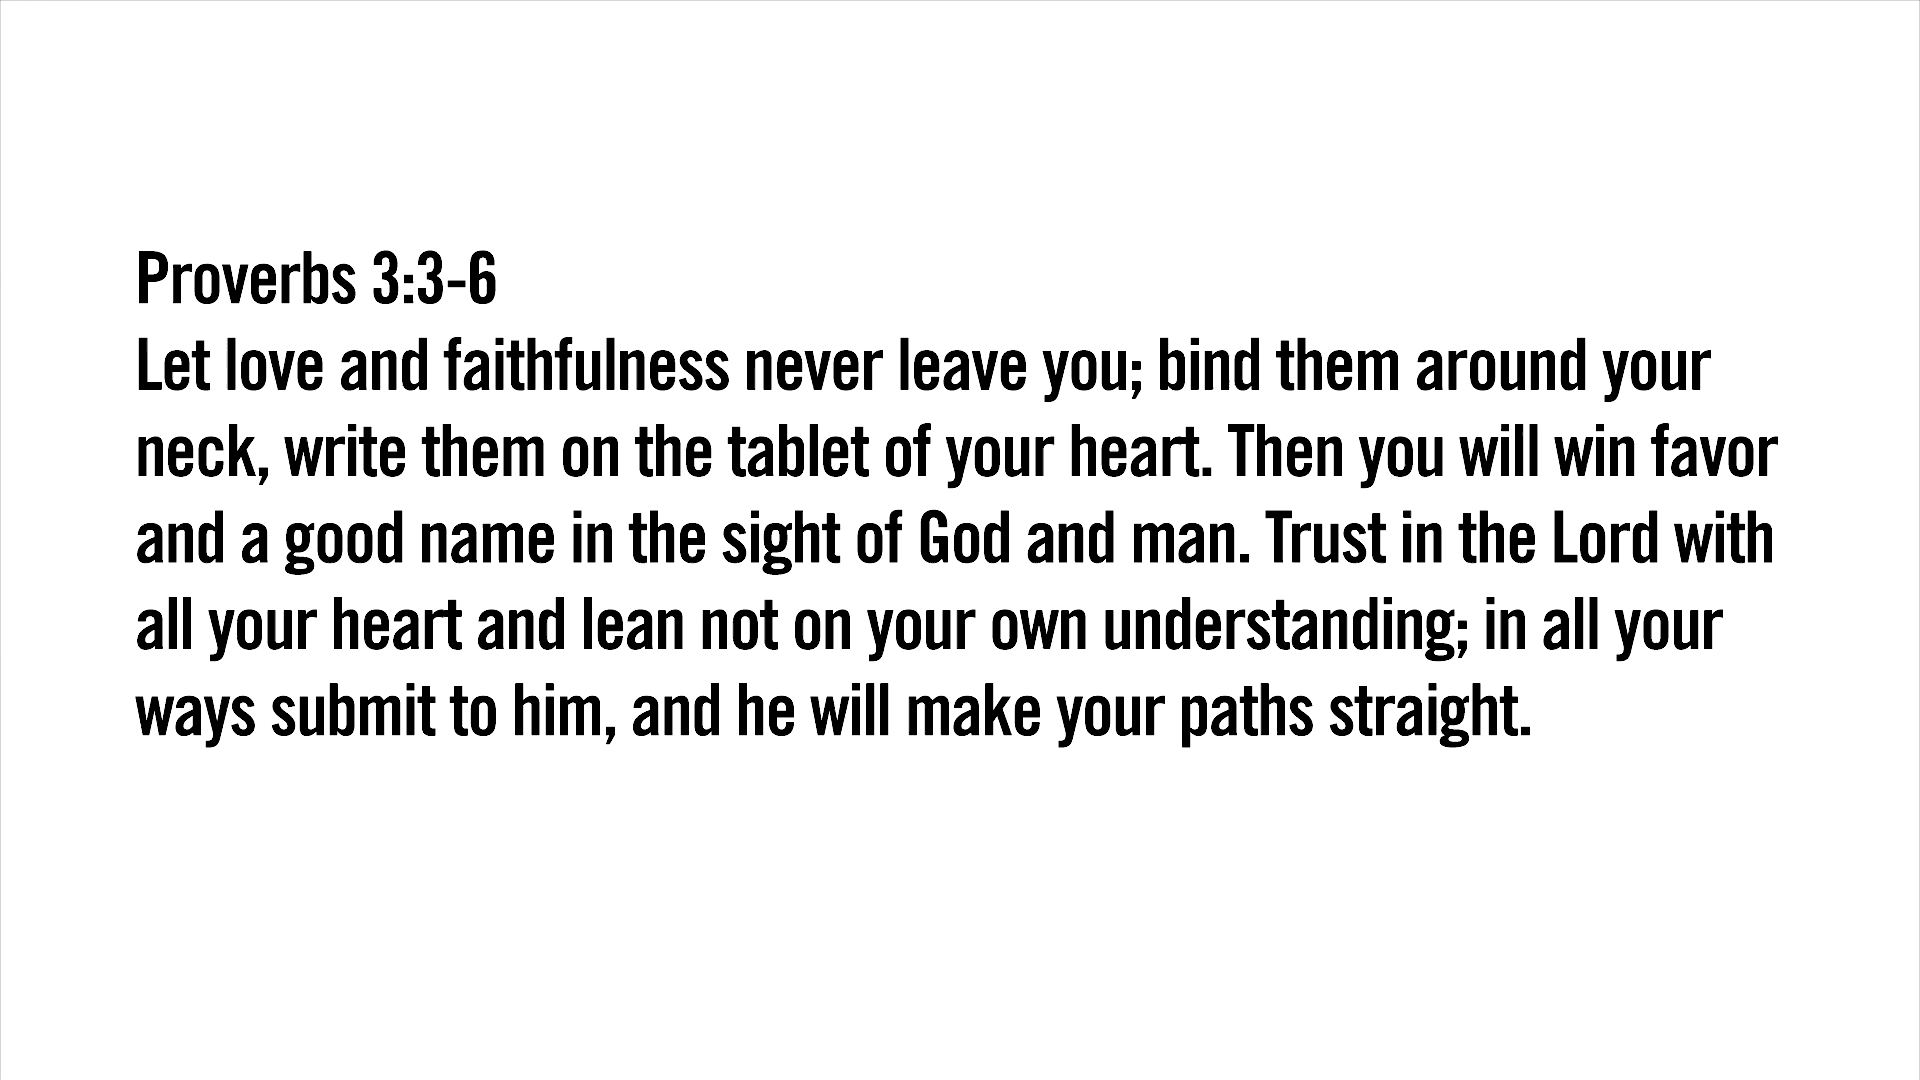 Proverbs 3:3-6
Let love and faithfulness never leave you; bind them around your
neck, write them on the tablet of your heart. Then you will win favor
and a good name in the sight of God and man. Trust in the Lord with
all your heart and lean not on your own understanding; in all your
ways submit to him, and he will make your paths straight.